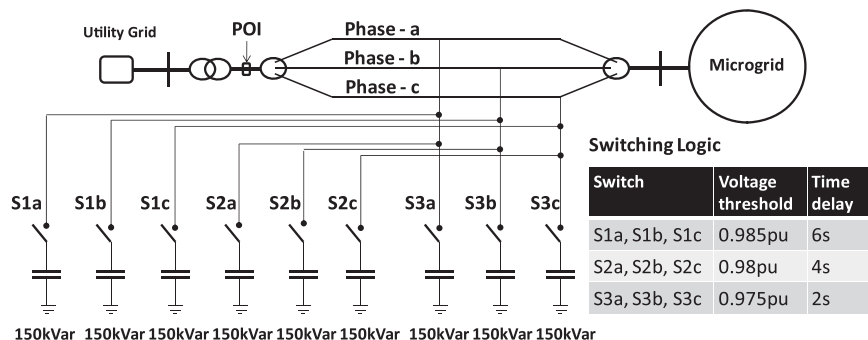 Utility Grid
POI
Phase - a
Phase - b
Phase - c
Microgrid
Switching Logic
Switch Voltage threshold Time delay
S1a, S1b, S1c 0.985pu 6s
S2a, S2b, S2c 0.98pu 4s
S3a, S3b, S3c 0.975pu 2s
S1a S1b S1c S2a S2b S2c S3a S3b S3c
150kVar 150kVar 150kVar 150kVar 150kVar 150kVar 150kVar 150kVar 150kVar